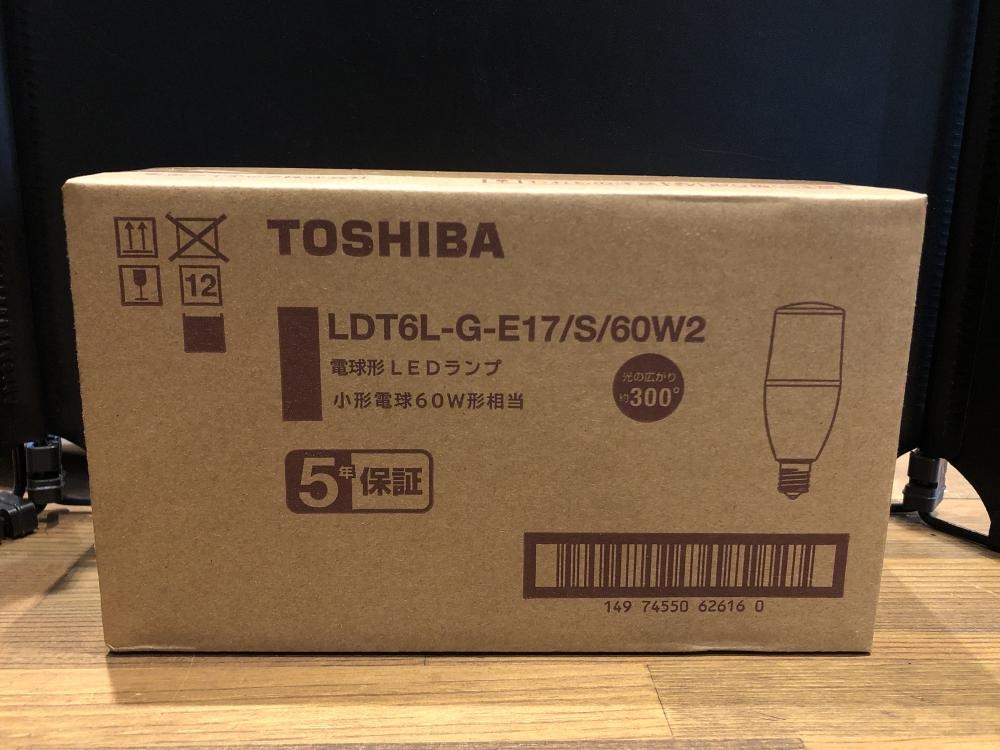 TOSHIBA
12
LDT6L-G-E17/S/60W2
電球形LEDランプ
小形電球60W形相当
光の広がり
約300°
5年保証
149 74550 62616 0